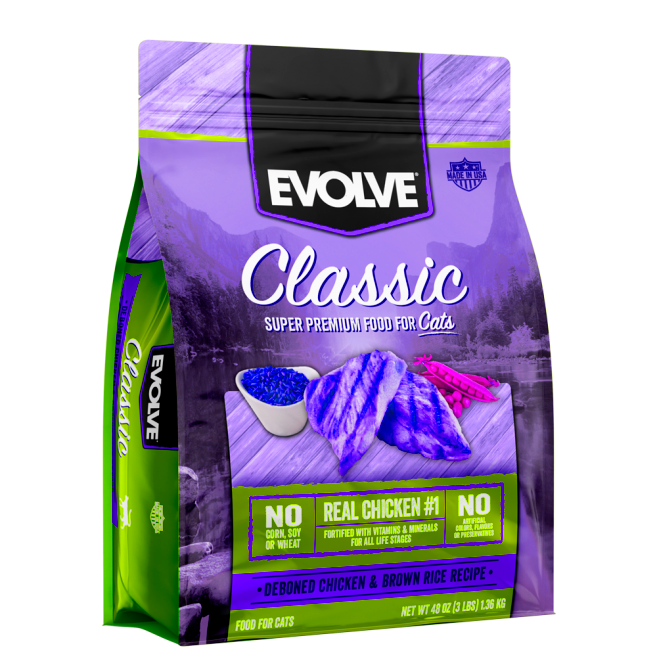 EVOLVE®
MADE IN USA
Classic
SUPER PREMIUM FOOD FOR Cats
EVOLVE
Classic
NO
CORN, SOY
OR WHEAT
REAL CHICKEN #1
FORTIFIED WITH VITAMINS & MINERALS
FOR ALL LIFE STAGES
NO
ARTIFICIAL
COLORS, FLAVORS
OR PRESERVATIVES
•DEBONED CHICKEN & BROWN RICE RECIPE•
FOOD FOR CATS
NET WT 48 OZ (3 LBS) 1.36 KG